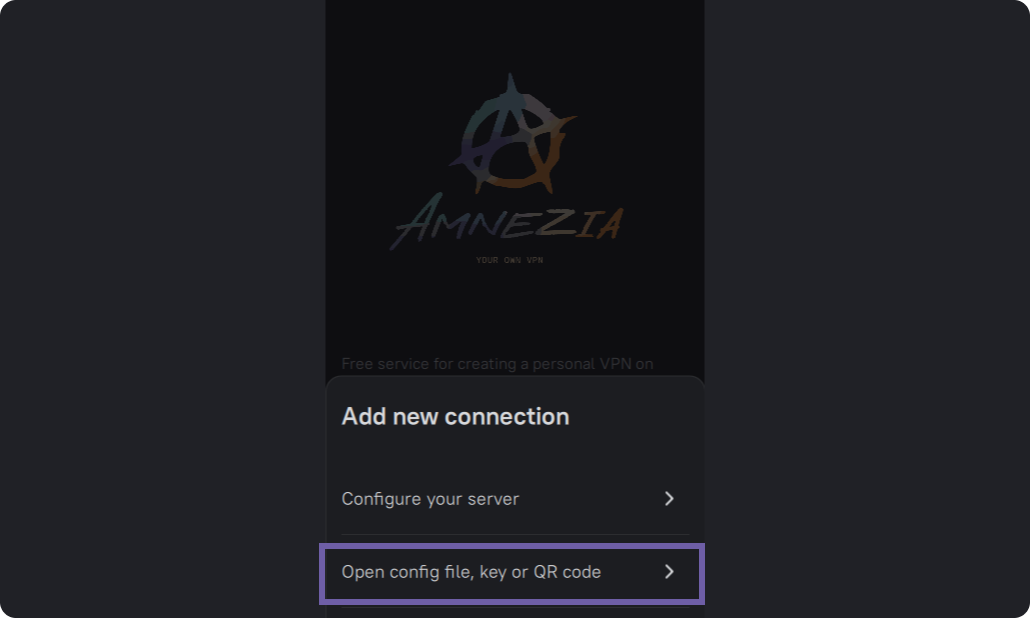 AMNEZIA
YOUR OWN VPN
Free service for creating a personal VPN on
Add new connection
Configure your server
Open config file, key or QR code